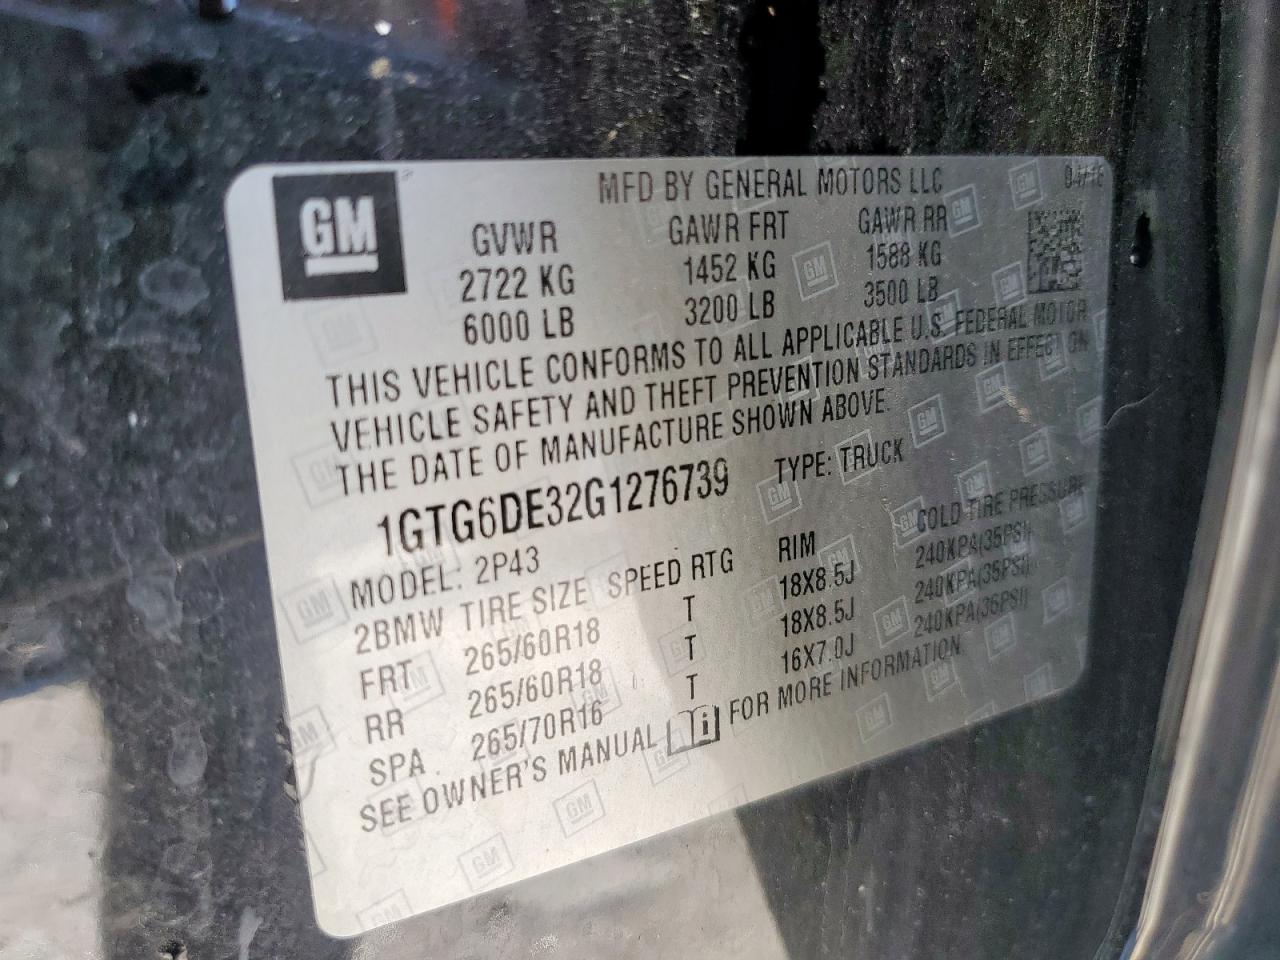 GM
MFD BY GENERAL MOTORS LLC 04/16
GVWR GAWR FRT GAWR RR
2722 KG 1452 KG 1588 KG
6000 LB 3200 LB 3500 LB
THIS VEHICLE CONFORMS TO ALL APPLICABLE U.S. FEDERAL MOTOR
VEHICLE SAFETY AND THEFT PREVENTION STANDARDS IN EFFECT ON
THE DATE OF MANUFACTURE SHOWN ABOVE.
1GTG6DE32G1276739 TYPE: TRUCK
MODEL: 2P43
2BMW TIRE SIZE SPEED RTG RIM COLD TIRE PRESSURE
FRT 265/60R18 T 18X8.5J 240KPA(35PSI)
RR 265/60R18 T 18X8.5J 240KPA(35PSI)
SPA 265/70R16 T 16X7.0J 240KPA(35PSI)
SEE OWNER'S MANUAL FOR MORE INFORMATION